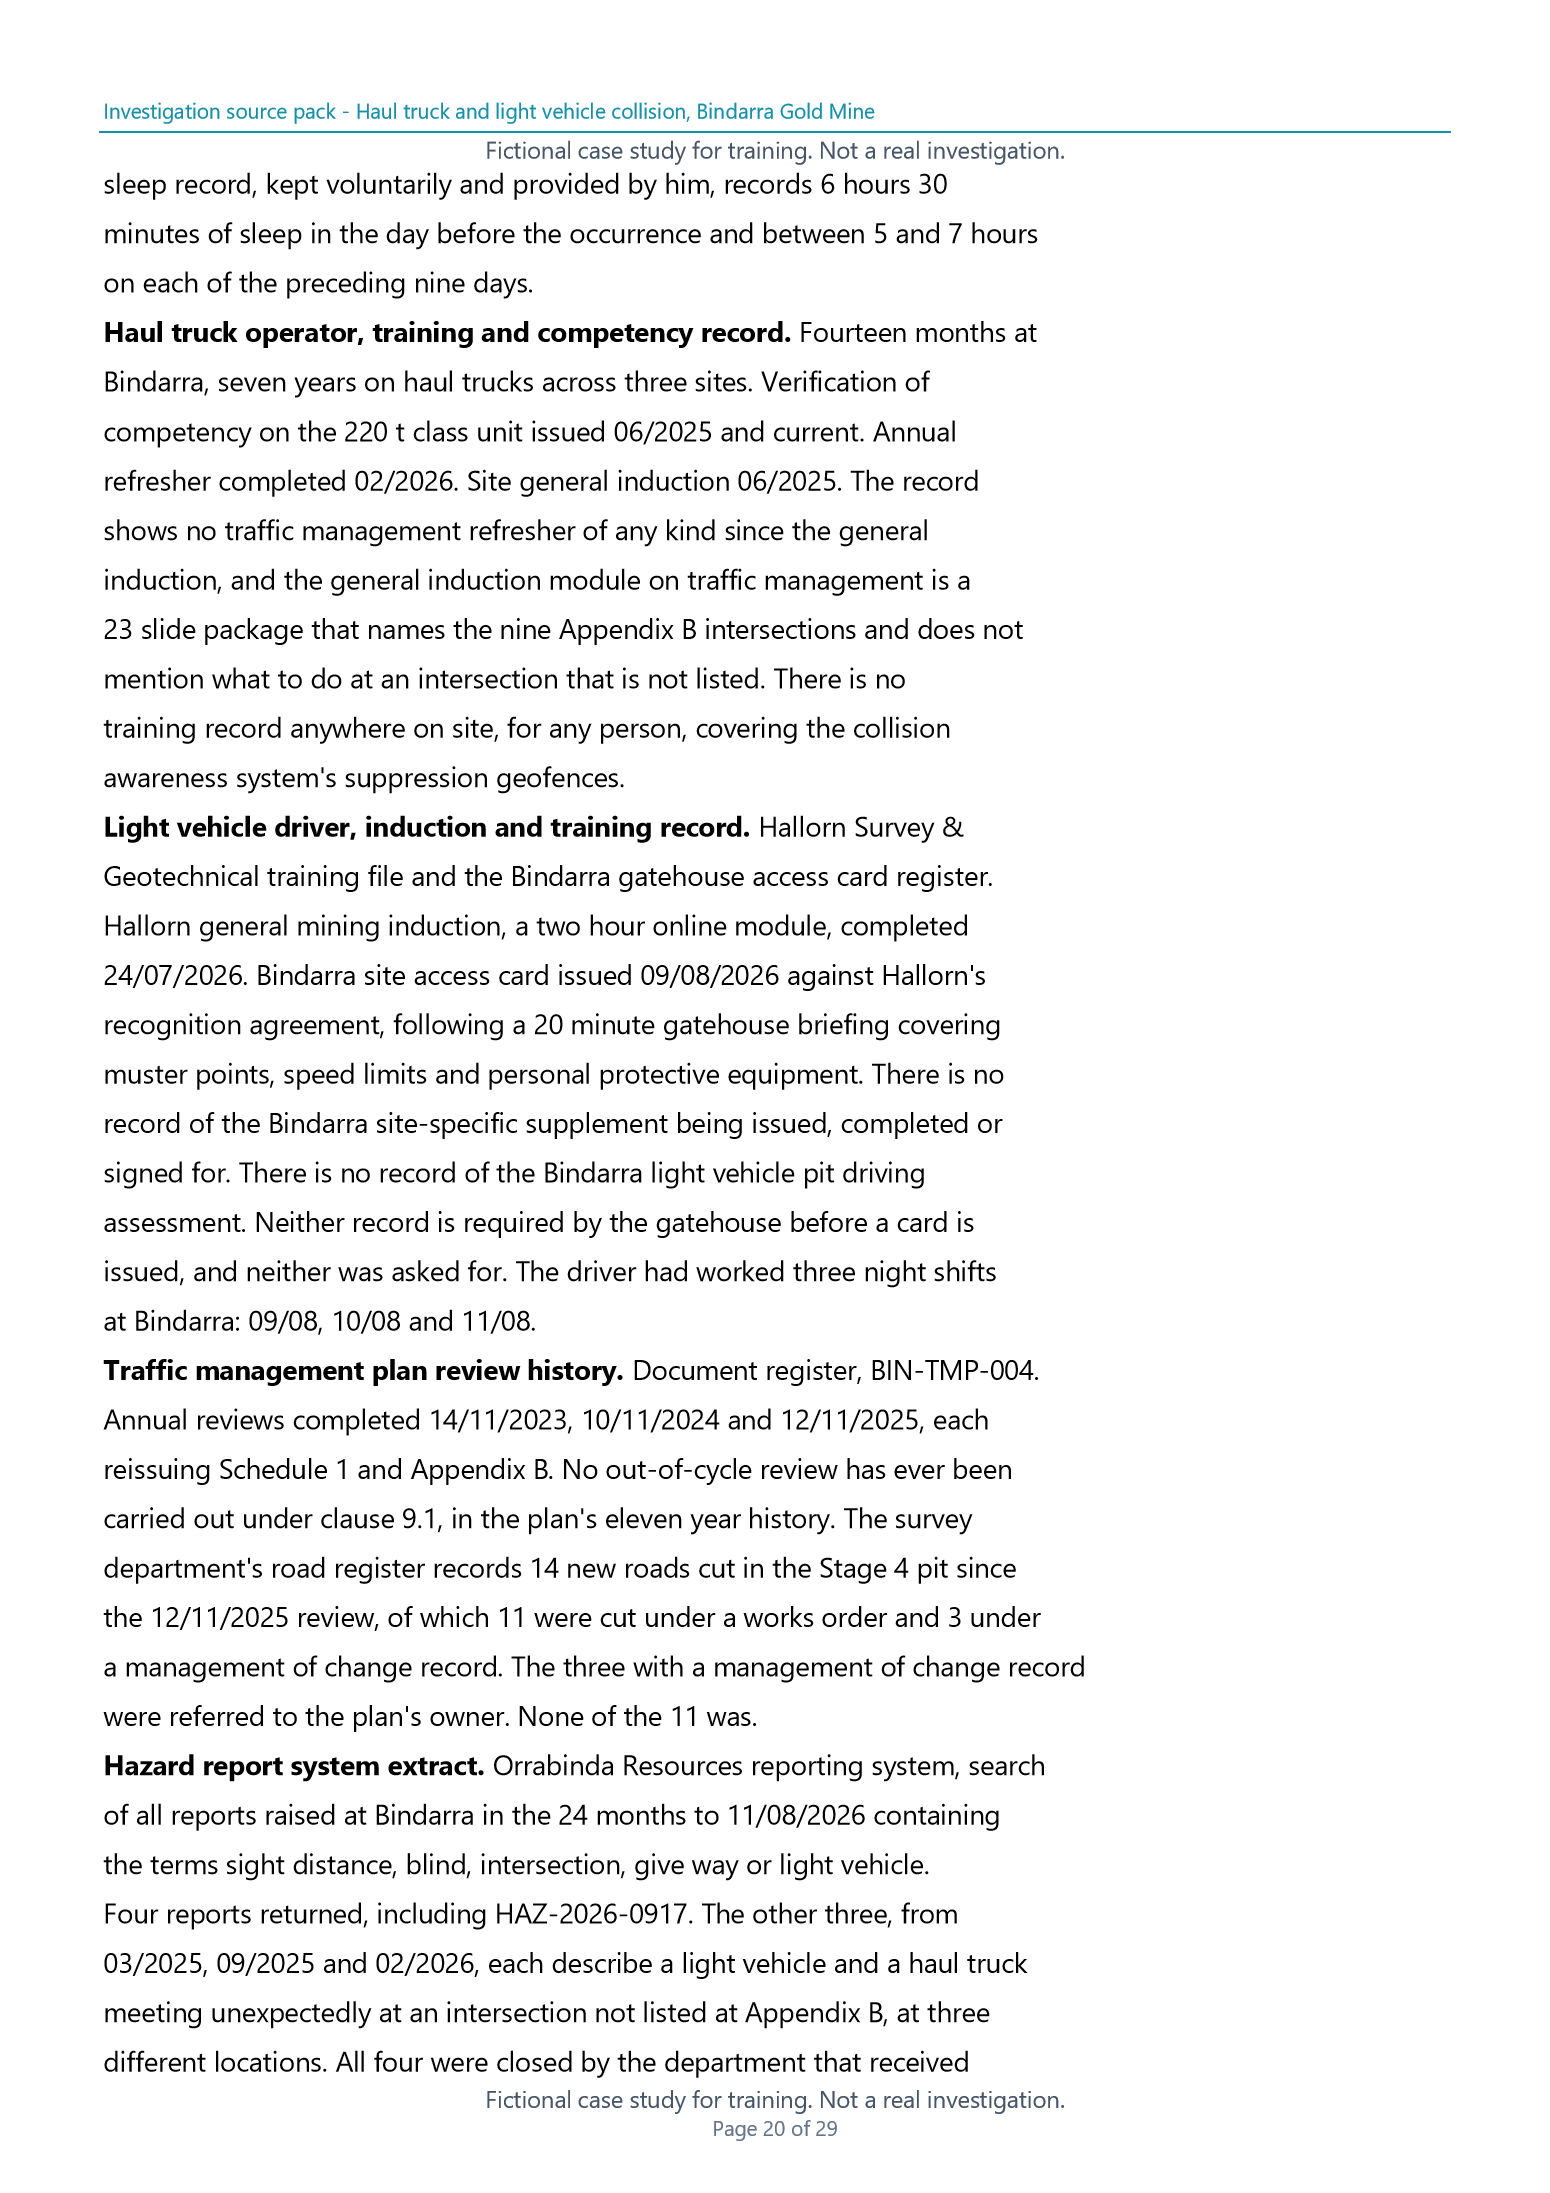 Investigation source pack - Haul truck and light vehicle collision, Bindarra Gold Mine
Fictional case study for training. Not a real investigation.
sleep record, kept voluntarily and provided by him, records 6 hours 30
minutes of sleep in the day before the occurrence and between 5 and 7 hours
on each of the preceding nine days.
Haul truck operator, training and competency record. Fourteen months at
Bindarra, seven years on haul trucks across three sites. Verification of
competency on the 220 t class unit issued 06/2025 and current. Annual
refresher completed 02/2026. Site general induction 06/2025. The record
shows no traffic management refresher of any kind since the general
induction, and the general induction module on traffic management is a
23 slide package that names the nine Appendix B intersections and does not
mention what to do at an intersection that is not listed. There is no
training record anywhere on site, for any person, covering the collision
awareness system's suppression geofences.
Light vehicle driver, induction and training record. Hallorn Survey &
Geotechnical training file and the Bindarra gatehouse access card register.
Hallorn general mining induction, a two hour online module, completed
24/07/2026. Bindarra site access card issued 09/08/2026 against Hallorn's
recognition agreement, following a 20 minute gatehouse briefing covering
muster points, speed limits and personal protective equipment. There is no
record of the Bindarra site-specific supplement being issued, completed or
signed for. There is no record of the Bindarra light vehicle pit driving
assessment. Neither record is required by the gatehouse before a card is
issued, and neither was asked for. The driver had worked three night shifts
at Bindarra: 09/08, 10/08 and 11/08.
Traffic management plan review history. Document register, BIN-TMP-004.
Annual reviews completed 14/11/2023, 10/11/2024 and 12/11/2025, each
reissuing Schedule 1 and Appendix B. No out-of-cycle review has ever been
carried out under clause 9.1, in the plan's eleven year history. The survey
department's road register records 14 new roads cut in the Stage 4 pit since
the 12/11/2025 review, of which 11 were cut under a works order and 3 under
a management of change record. The three with a management of change record
were referred to the plan's owner. None of the 11 was.
Hazard report system extract. Orrabinda Resources reporting system, search
of all reports raised at Bindarra in the 24 months to 11/08/2026 containing
the terms sight distance, blind, intersection, give way or light vehicle.
Four reports returned, including HAZ-2026-0917. The other three, from
03/2025, 09/2025 and 02/2026, each describe a light vehicle and a haul truck
meeting unexpectedly at an intersection not listed at Appendix B, at three
different locations. All four were closed by the department that received
Fictional case study for training. Not a real investigation.
Page 20 of 29